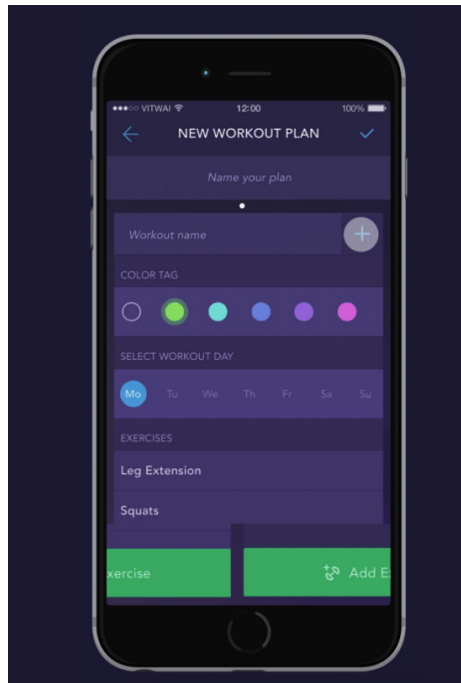 VITWAI 12:00 100%
NEW WORKOUT PLAN
Name your plan
Workout name
COLOR TAG
SELECT WORKOUT DAY
Mo Tu We Th Fr Sa Su
EXERCISES
Leg Extension
Squats
xercise Add E